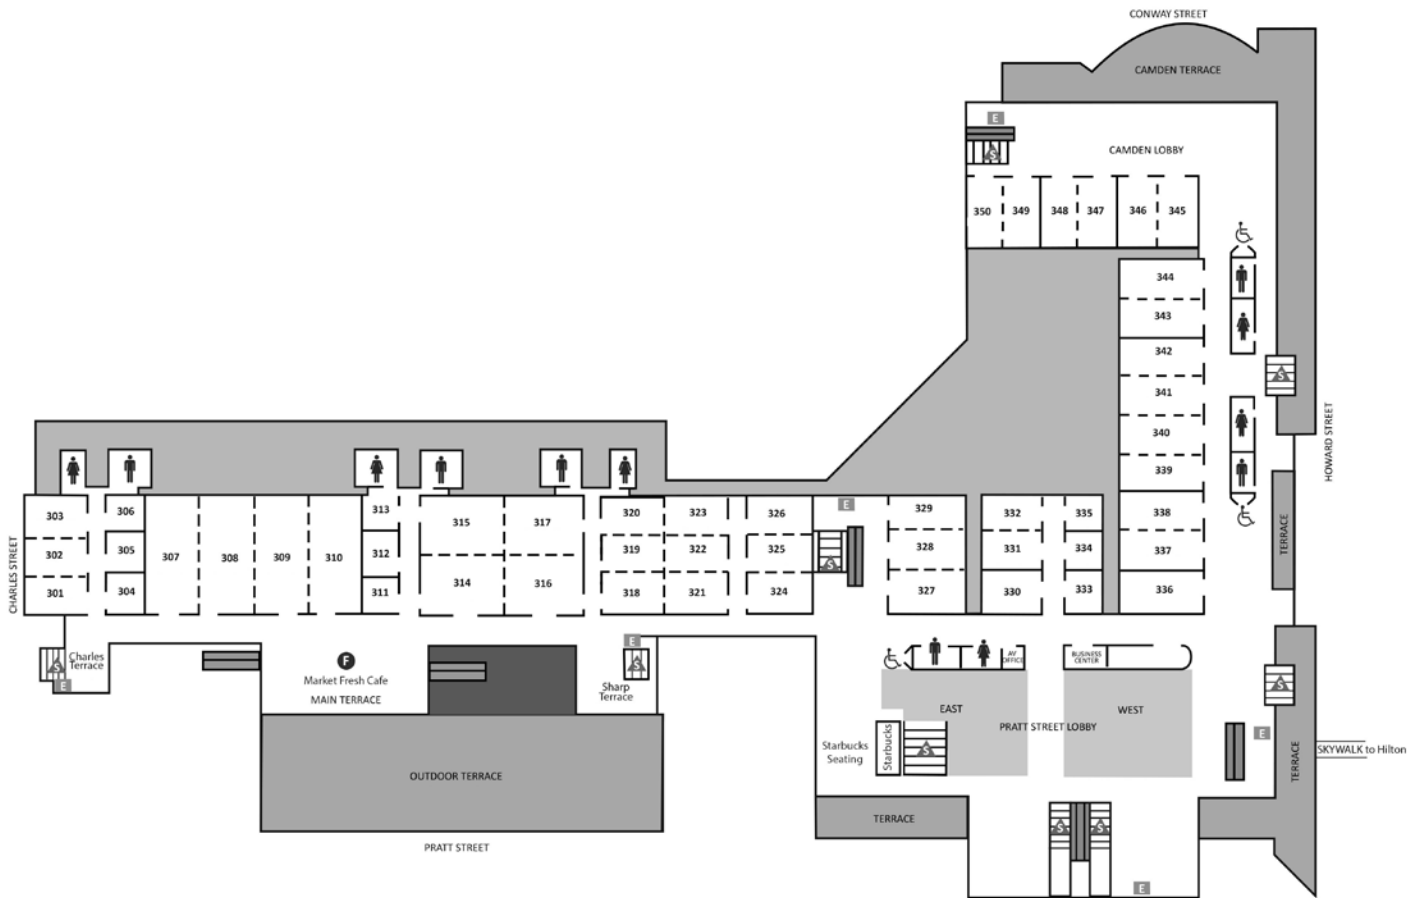 CONWAY STREET
CAMDEN TERRACE
E
CAMDEN LOBBY
S
350 349 348 347 346 345
344
343
342
S
341
HOWARD STREET
340
339
313
303 306 315 317 320 323 326 E 329 332 335 338
312
302 305 307 308 309 310 319 322 325 328 331 334 337
S
TERRACE
CHARLES STREET
301 304 311 314 316 318 321 324 327 330 333 336
E
Charles
Terrace
S
E
F
Market Fresh Cafe
MAIN TERRACE
S
Sharp
Terrace
AV
OFFICE
BUSINESS
CENTER
S
EAST
WEST
PRATT STREET LOBBY
Starbucks
Seating
Starbucks
S
E
TERRACE
SKYWALK to Hilton
OUTDOOR TERRACE
TERRACE
S S
PRATT STREET
E